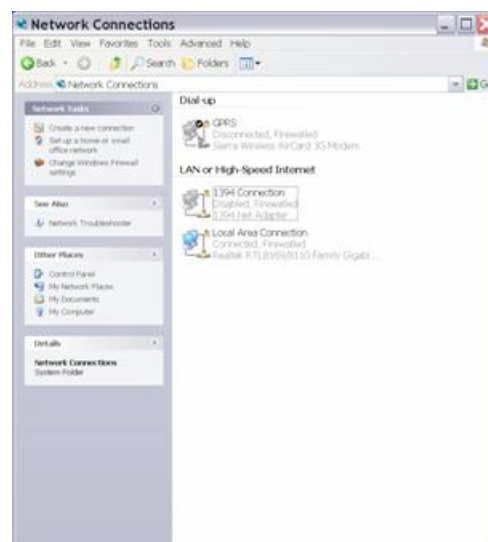 Network Connections
File Edit View Favorites Tools Advanced Help
Back Search Folders
Address Network Connections Go
Network Tasks
Create a new connection
Set up a home or small
office network
Change Windows Firewall
settings
See Also
Network Troubleshooter
Other Places
Control Panel
My Network Places
My Documents
My Computer
Details
Network Connections
System Folder
Dial-up
GPRS
Disconnected, Firewalled
Sierra Wireless AirCard 3G Modem
LAN or High-Speed Internet
1394 Connection
Disabled, Firewalled
1394 Net Adapter
Local Area Connection
Connected, Firewalled
Realtek RTL8169/8110 Family Gigabi...